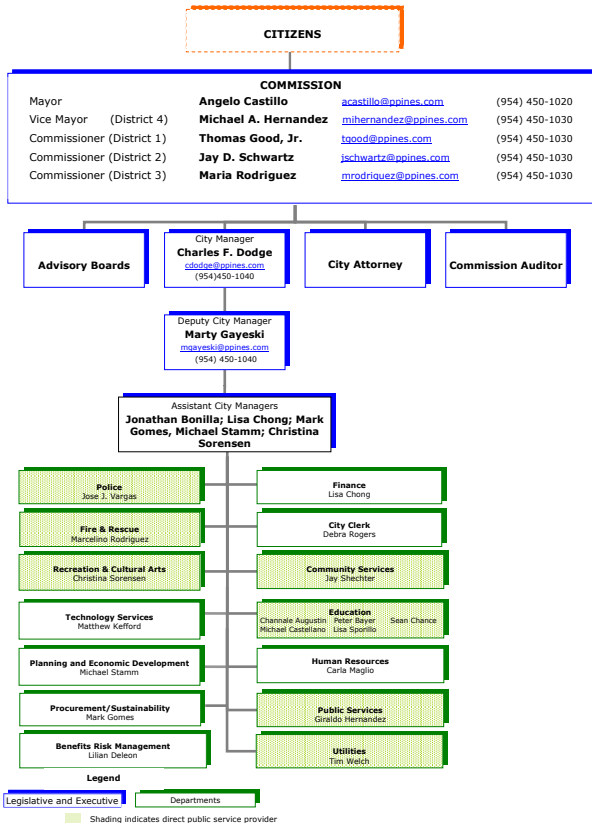 CITIZENS
COMMISSION
Mayor Angelo Castillo acastillo@ppines.com (954) 450-1020
Vice Mayor (District 4) Michael A. Hernandez mihernandez@ppines.com (954) 450-1030
Commissioner (District 1) Thomas Good, Jr. tgood@ppines.com (954) 450-1030
Commissioner (District 2) Jay D. Schwartz jschwartz@ppines.com (954) 450-1030
Commissioner (District 3) Maria Rodriguez mrodriguez@ppines.com (954) 450-1030
Advisory Boards
City Manager
Charles F. Dodge
cdodge@ppines.com
(954)450-1040
City Attorney
Commission Auditor
Deputy City Manager
Marty Gayeski
mgayeski@ppines.com
(954) 450-1040
Assistant City Managers
Jonathan Bonilla; Lisa Chong; Mark
Gomes, Michael Stamm; Christina
Sorensen
Police
Jose J. Vargas
Finance
Lisa Chong
Fire & Rescue
Marcelino Rodriguez
City Clerk
Debra Rogers
Recreation & Cultural Arts
Christina Sorensen
Community Services
Jay Shechter
Technology Services
Matthew Kefford
Education
Channale Augustin Peter Bayer Sean Chance
Michael Castellano Lisa Sporillo
Planning and Economic Development
Michael Stamm
Human Resources
Carla Maglio
Procurement/Sustainability
Mark Gomes
Public Services
Giraldo Hernandez
Benefits Risk Management
Lilian Deleon
Utilities
Tim Welch
Legend
Legislative and Executive
Departments
Shading indicates direct public service provider